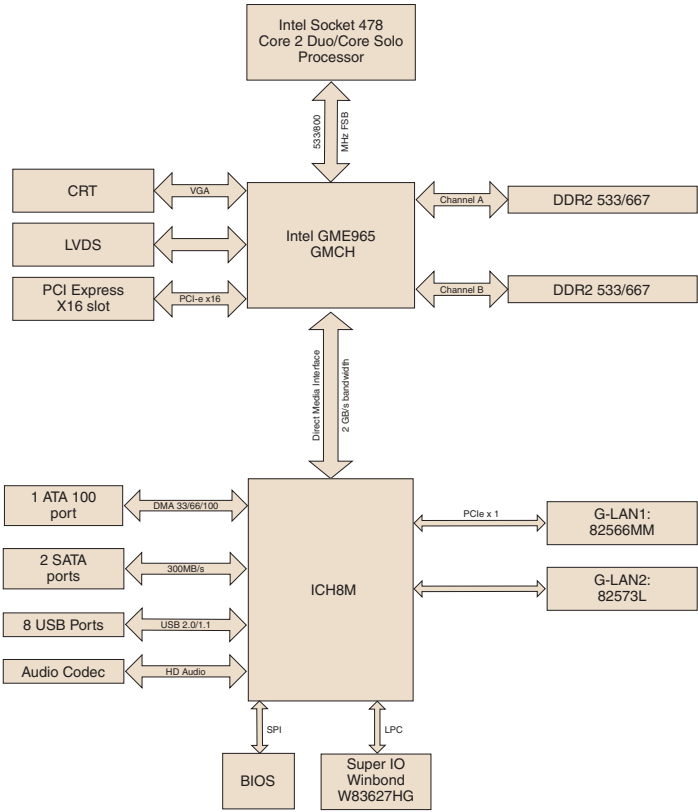 Intel Socket 478
Core 2 Duo/Core Solo
Processor
533/800
MHz FSB
CRT
VGA
LVDS
PCI Express
X16 slot
PCI-e x16
Intel GME965
GMCH
Channel A
DDR2 533/667
Channel B
DDR2 533/667
Direct Media Interface
2 GB/s bandwidth
1 ATA 100
port
DMA 33/66/100
2 SATA
ports
300MB/s
8 USB Ports
USB 2.0/1.1
Audio Codec
HD Audio
ICH8M
PCIe x 1
G-LAN1:
82566MM
G-LAN2:
82573L
SPI
LPC
BIOS
Super IO
Winbond
W83627HG